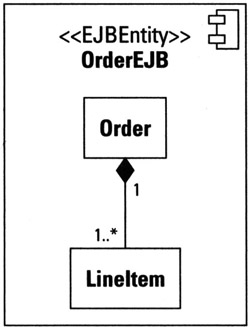 <<EJBEntity>>
OrderEJB
Order
1
1..*
LineItem